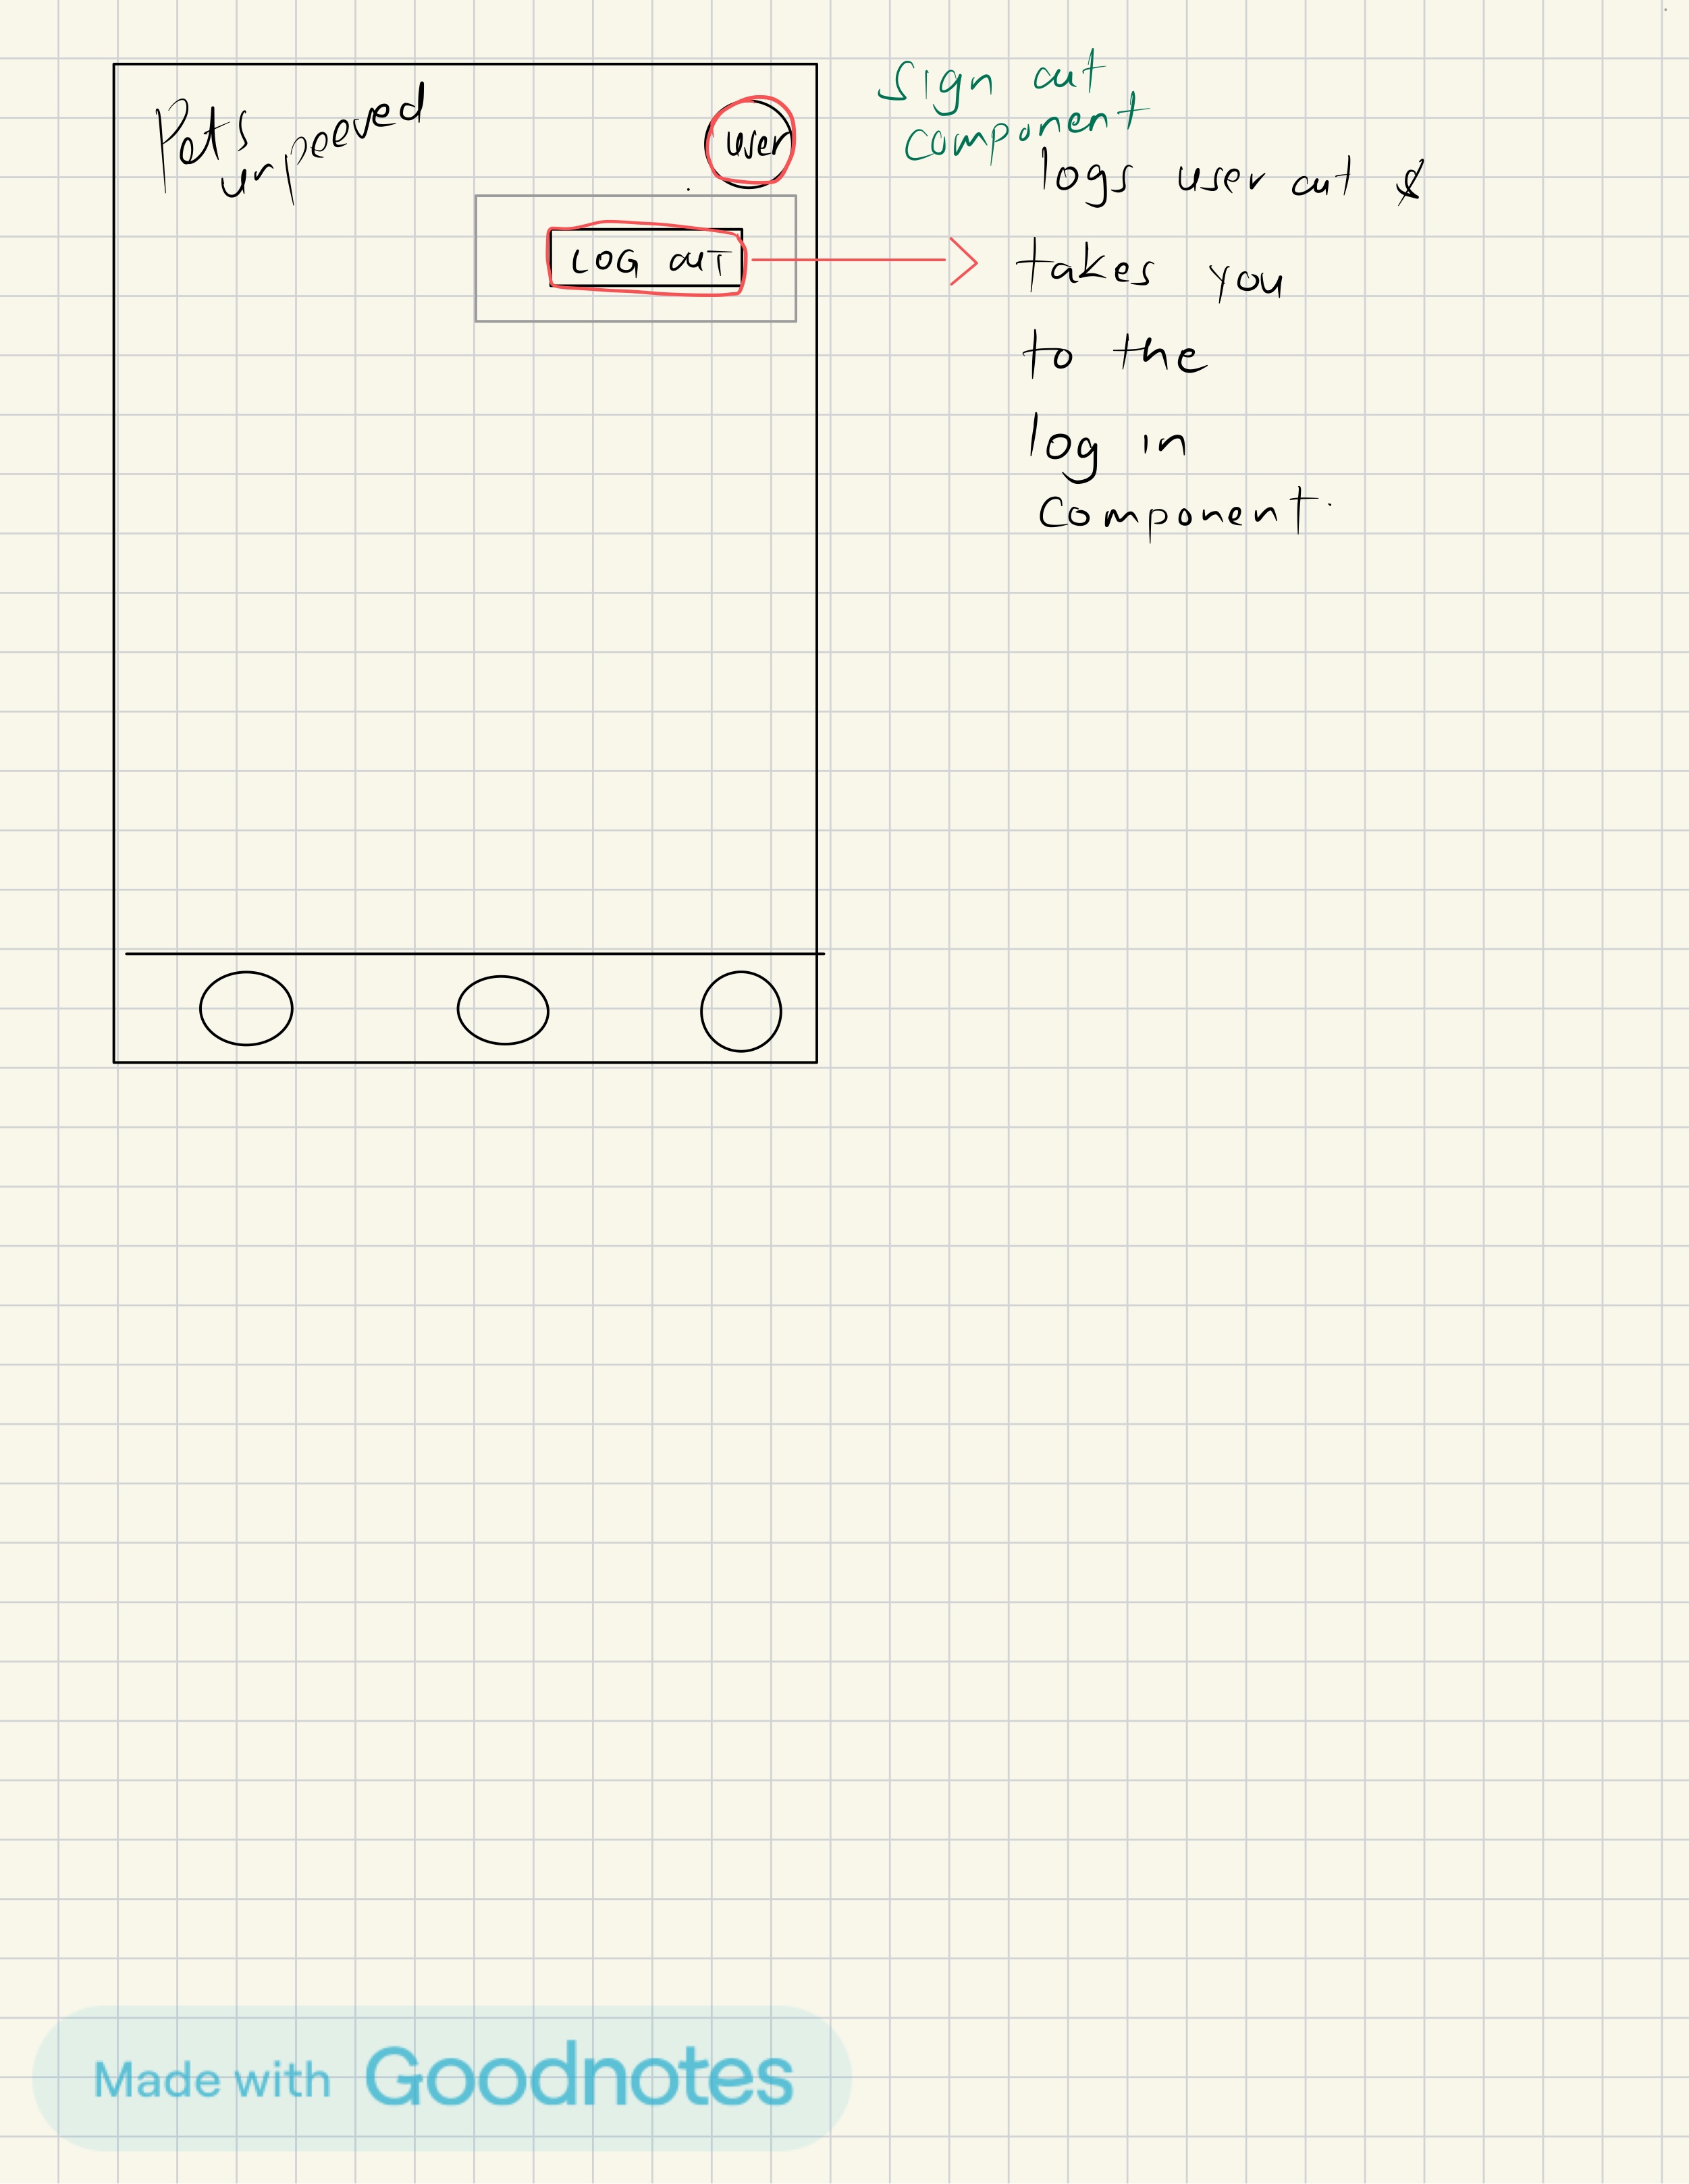 Pets
unpeeved
user
LOG OUT
Sign out
component
logs user out &
takes you
to the
log in
component.
Made with Goodnotes